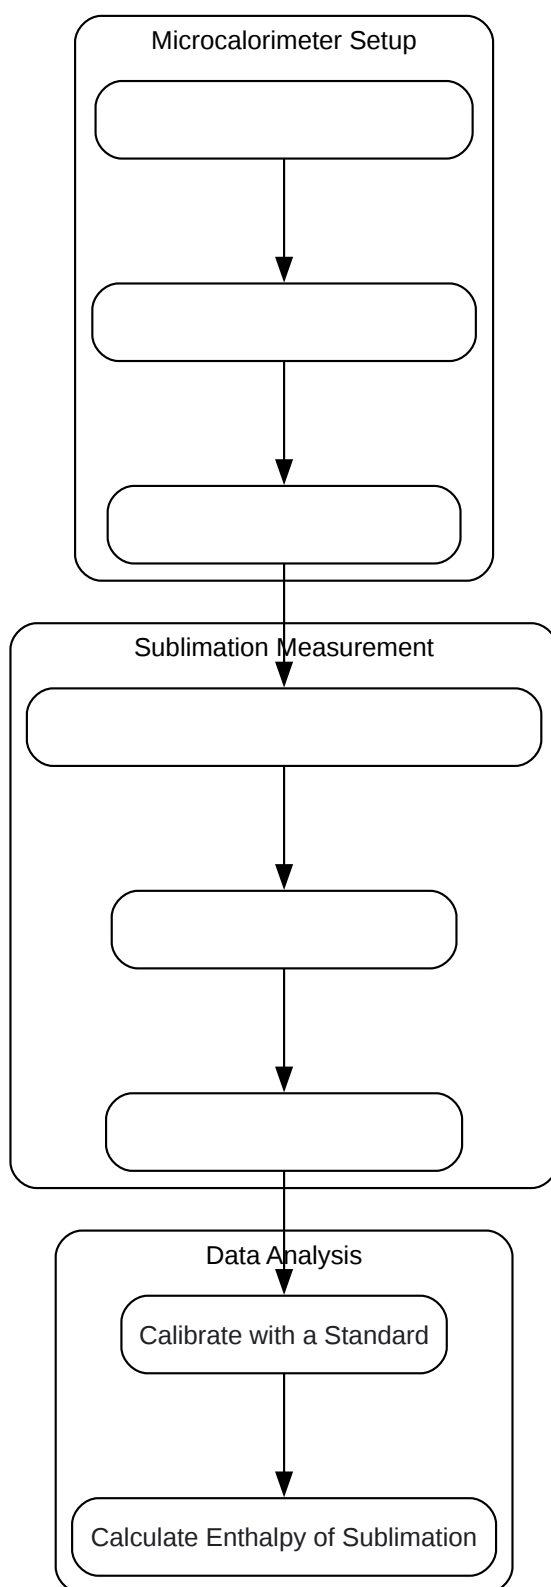 Microcalorimeter Setup
Sublimation Measurement
Data Analysis
Calibrate with a Standard
Calculate Enthalpy of Sublimation